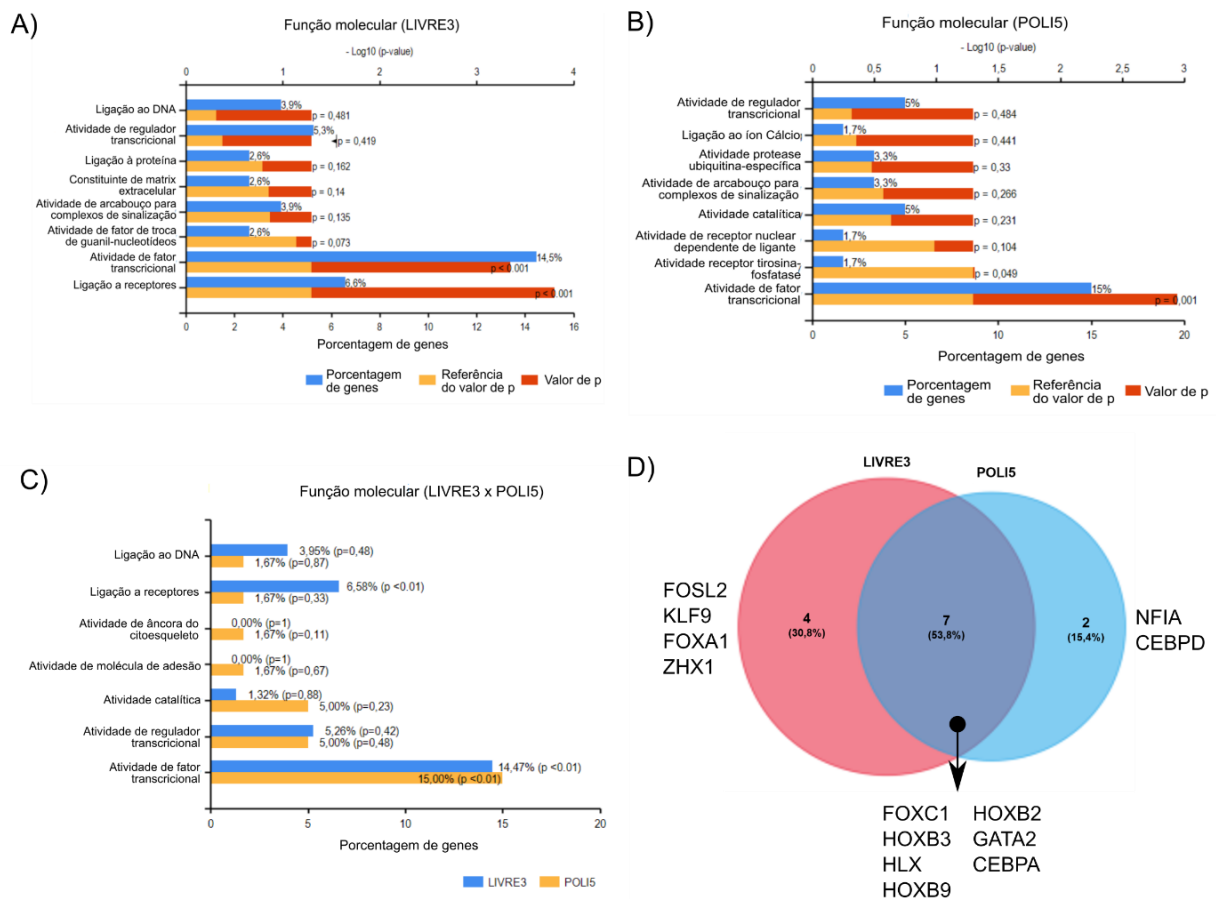 A)
Função molecular (LIVRE3)
- Log10 (p-value)
0 1 2 3 4
Ligação ao DNA
3,9%
p = 0,481
Atividade de regulador
transcricional
5,3%
p = 0,419
Ligação à proteína
2,6%
p = 0,162
Constituente de matrix
extracelular
2,6%
p = 0,14
Atividade de arcabouço para
complexos de sinalização
3,9%
p = 0,135
Atividade de fator de troca
de guanil-nucleotídeos
2,6%
p = 0,073
Atividade de fator
transcricional
14,5%
p < 0.001
Ligação a receptores
6,6%
p < 0.001
0 2 4 6 8 10 12 14 16
Porcentagem de genes
Porcentagem
de genes
Referência
do valor de p
Valor de p
B)
Função molecular (POLI5)
- Log10 (p-value)
0 0,5 1 1,5 2 2,5 3
Atividade de regulador
transcricional
5%
p = 0,484
Ligação ao íon Cálcio
1,7%
p = 0,441
Atividade protease
ubiquitina-específica
3,3%
p = 0,33
Atividade de arcabouço para
complexos de sinalização
3,3%
p = 0,266
Atividade catalítica
5%
p = 0,231
Atividade de receptor nuclear
dependente de ligante
1,7%
p = 0,104
Atividade receptor tirosina-
fosfatase
1,7%
p = 0,049
Atividade de fator
transcricional
15%
p = 0,001
0 5 10 15 20
Porcentagem de genes
Porcentagem
de genes
Referência
do valor de p
Valor de p
C)
Função molecular (LIVRE3 x POLI5)
Ligação ao DNA
3,95% (p=0,48)
1,67% (p=0,87)
Ligação a receptores
6,58% (p <0.01)
1,67% (p=0,33)
Atividade de âncora do
citoesqueleto
0,00% (p=1)
1,67% (p=0,11)
Atividade de molécula de adesão
0,00% (p=1)
1,67% (p=0,67)
Atividade catalítica
1,32% (p=0,88)
5,00% (p=0,23)
Atividade de regulador
transcricional
5,26% (p=0,42)
5,00% (p=0,48)
Atividade de fator
transcricional
14,47% (p <0.01)
15,00% (p <0.01)
0 5 10 15 20
Porcentagem de genes
LIVRE3 POLI5
D)
LIVRE3
POLI5
FOSL2
KLF9
FOXA1
ZHX1
4
(30,8%)
7
(53,8%)
2
(15,4%)
NFIA
CEBPD
FOXC1 HOXB2
HOXB3 GATA2
HLX CEBPA
HOXB9